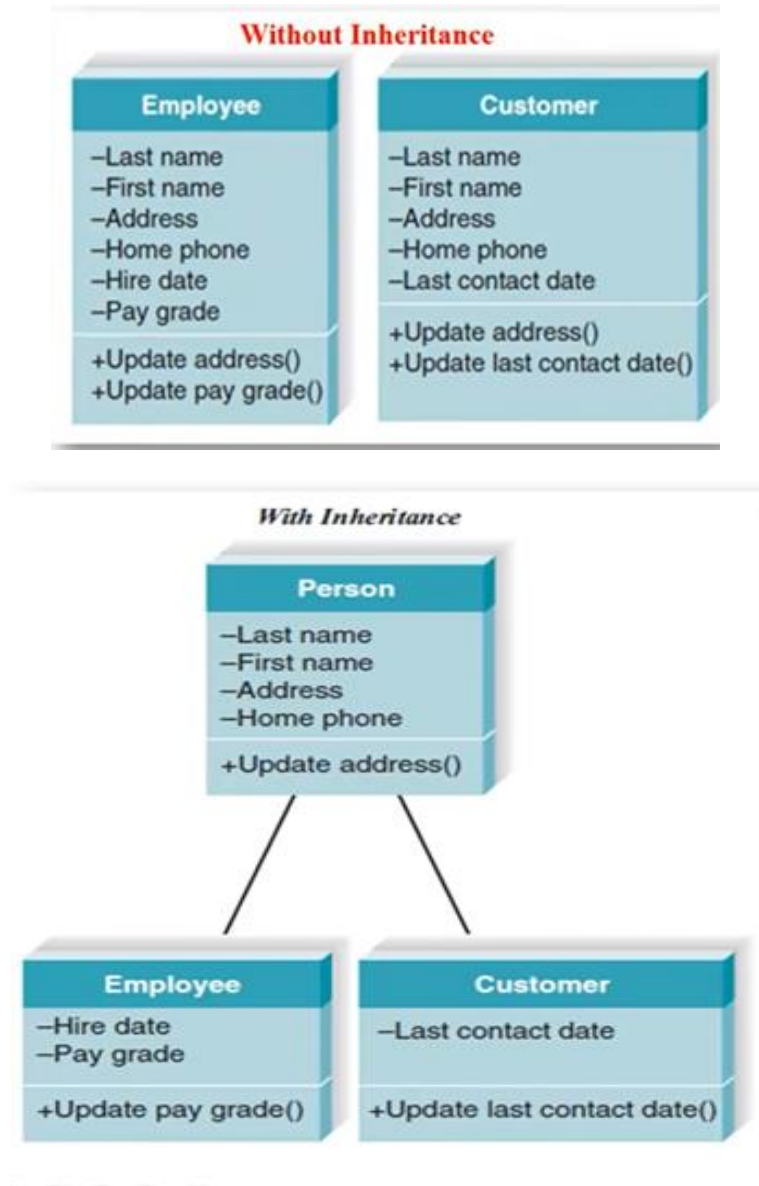 Without Inheritance
Employee
–Last name
–First name
–Address
–Home phone
–Hire date
–Pay grade
+Update address()
+Update pay grade()
Customer
–Last name
–First name
–Address
–Home phone
–Last contact date
+Update address()
+Update last contact date()
With Inheritance
Person
–Last name
–First name
–Address
–Home phone
+Update address()
Employee
–Hire date
–Pay grade
+Update pay grade()
Customer
–Last contact date
+Update last contact date()